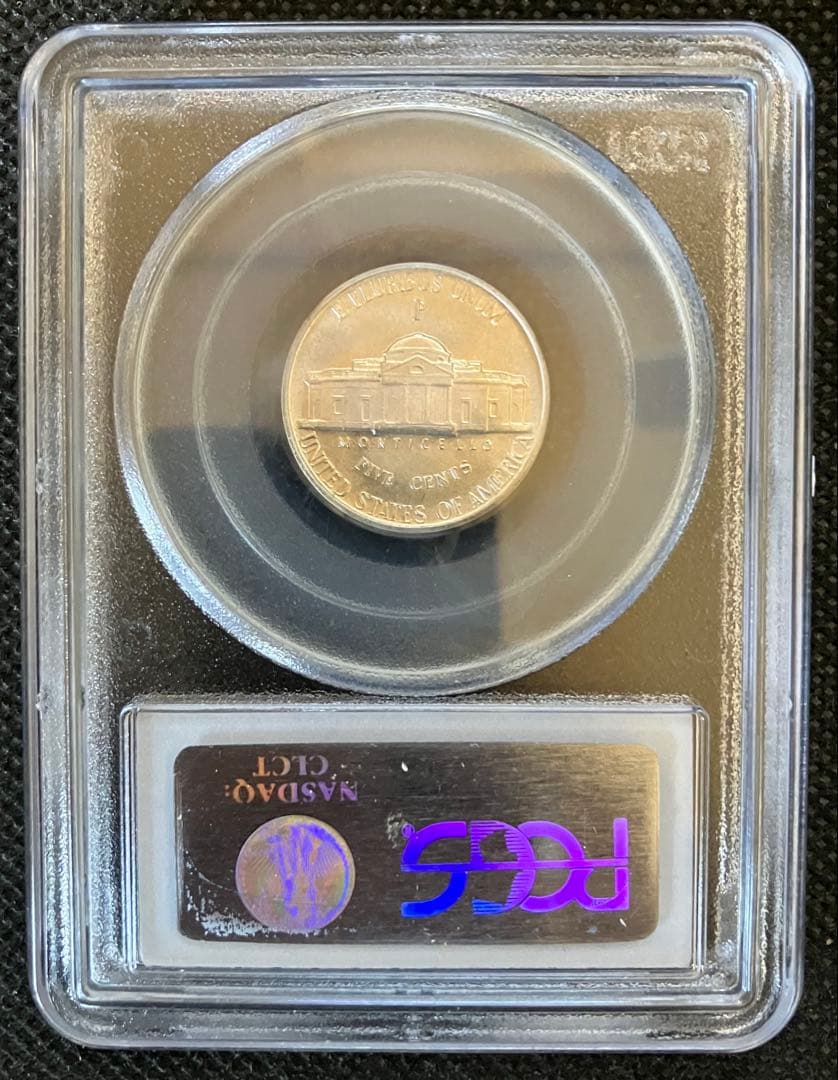 E PLURIBUS UNUM
P
MONTICELLO
FIVE CENTS
UNITED STATES OF AMERICA
NASDAQ:
CLCT
PCGS